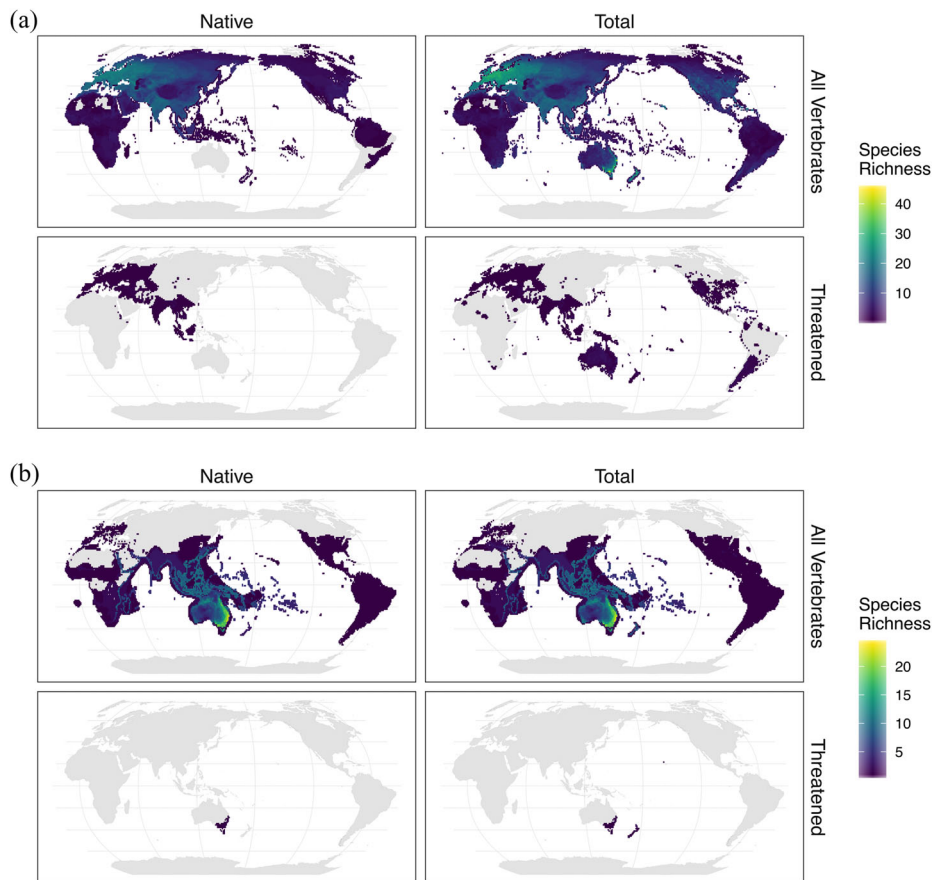 (a)
Native
Total
All Vertebrates
Threatened
Species
Richness
40
30
20
10
(b)
Native
Total
All Vertebrates
Threatened
Species
Richness
20
15
10
5